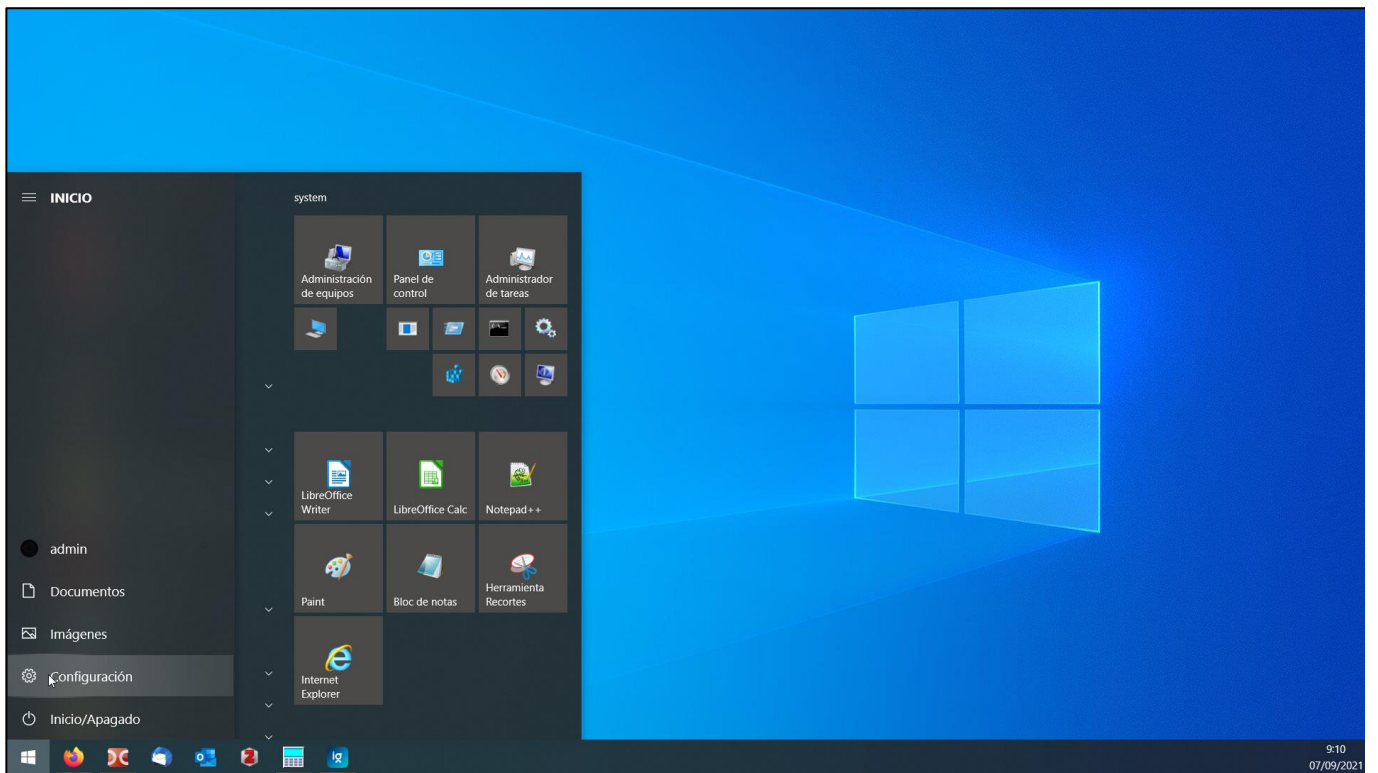 INICIO
system
Administración
de equipos
Panel de
control
Administrador
de tareas
LibreOffice
Writer
LibreOffice Calc
Notepad++
admin
Documentos
Paint
Bloc de notas
Herramienta
Recortes
Imágenes
Configuración
Internet
Explorer
Inicio/Apagado
9:10
07/09/2021